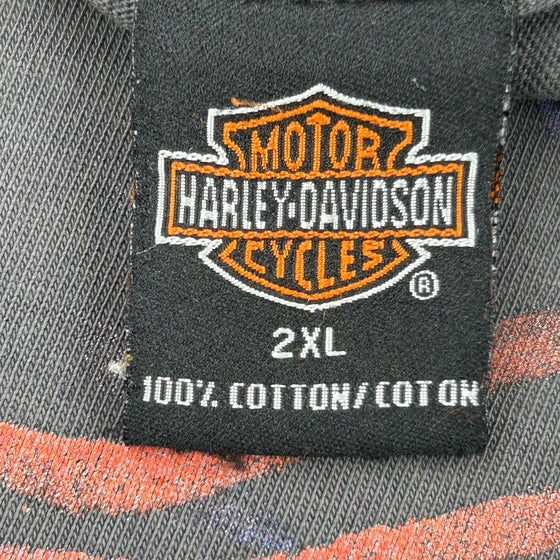 MOTOR
HARLEY-DAVIDSON
CYCLES
®
2XL
100% COTTON/COTON